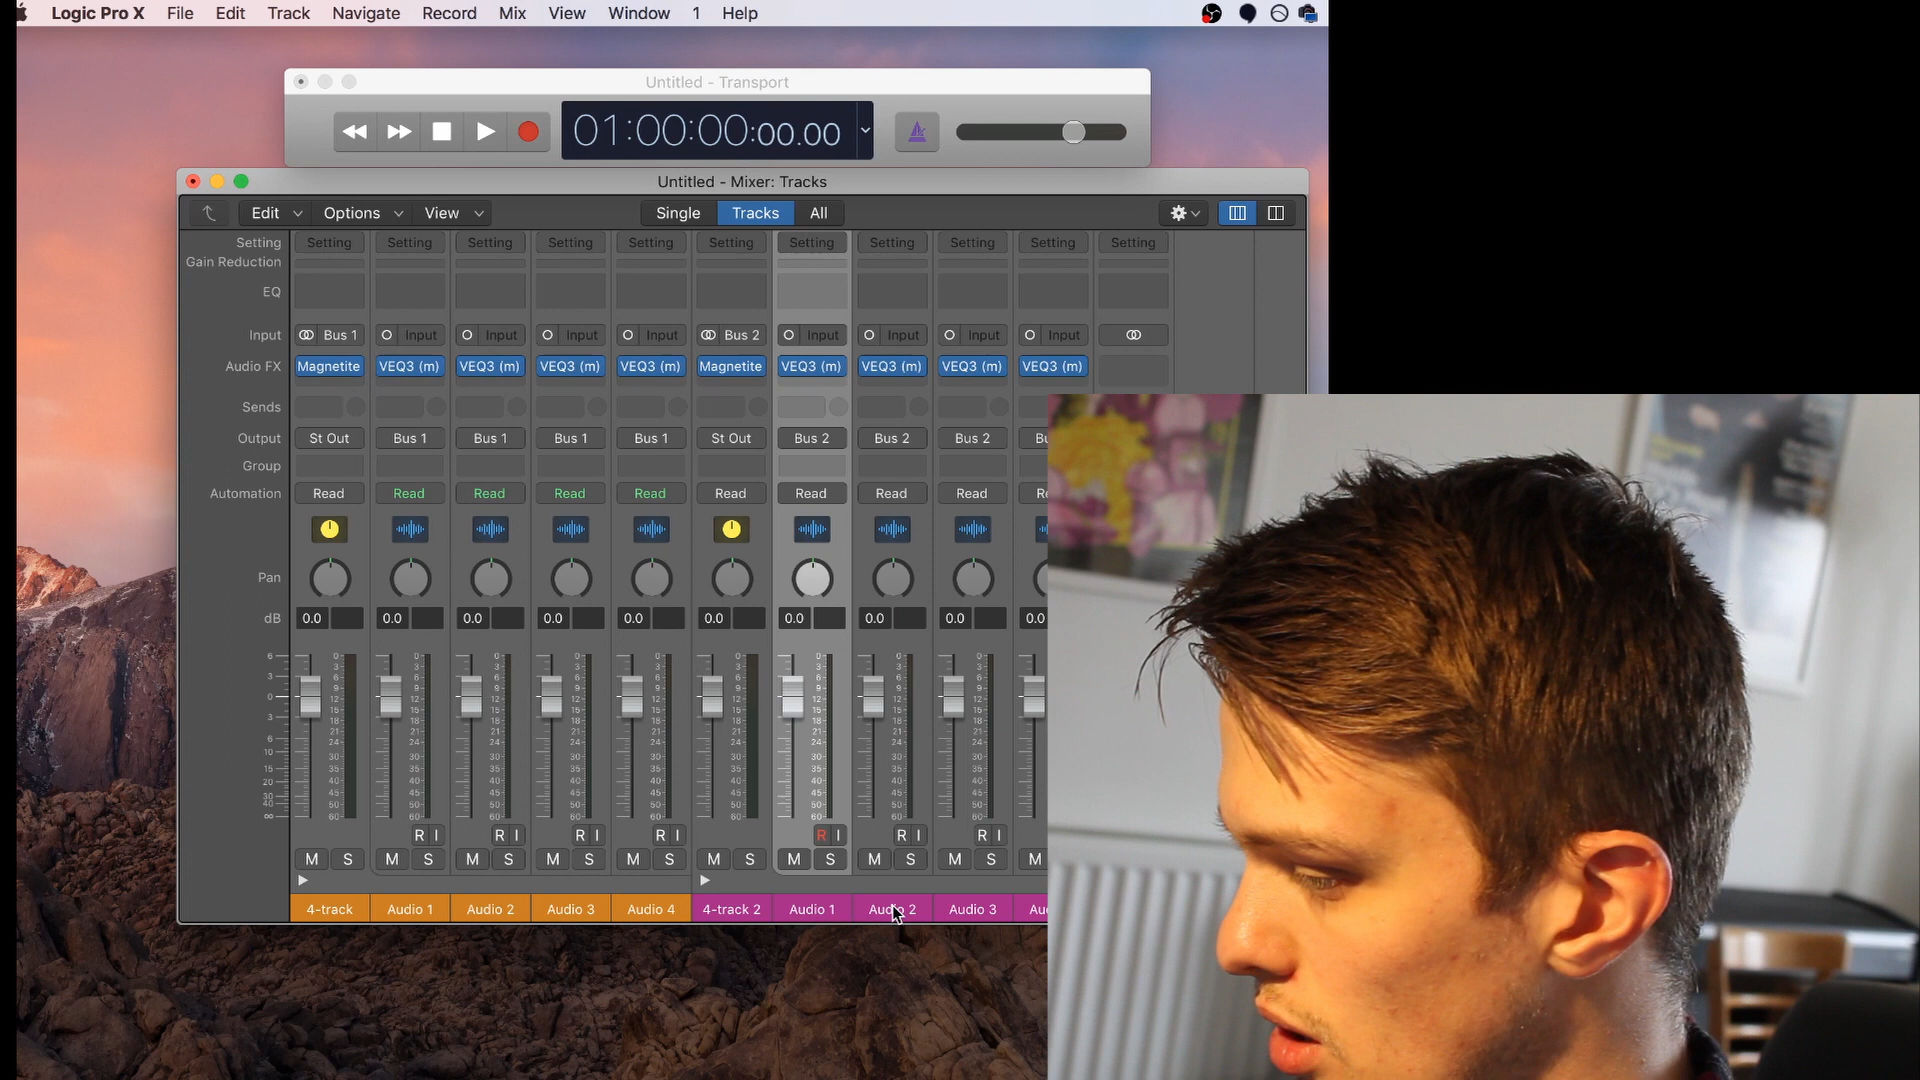 Logic Pro X File Edit Track Navigate Record Mix View Window 1 Help
Untitled - Transport
01:00:00:00.00
Untitled - Mixer: Tracks
Edit Options View Single Tracks All
Setting Setting Setting Setting Setting Setting Setting Setting Setting Setting Setting Setting
Gain Reduction
EQ
Input Bus 1 Input Input Input Input Bus 2 Input Input Input Input
Audio FX Magnetite VEQ3 (m) VEQ3 (m) VEQ3 (m) VEQ3 (m) Magnetite VEQ3 (m) VEQ3 (m) VEQ3 (m) VEQ3 (m)
Sends
Output St Out Bus 1 Bus 1 Bus 1 Bus 1 St Out Bus 2 Bus 2 Bus 2
Group
Automation Read Read Read Read Read Read Read Read Read
Pan
dB 0.0 0.0 0.0 0.0 0.0 0.0 0.0 0.0 0.0 0.0
R I R I R I R I R I R I R I
M S M S M S M S M S M S M S M S M S M
4-track Audio 1 Audio 2 Audio 3 Audio 4 4-track 2 Audio 1 Audio 2 Audio 3